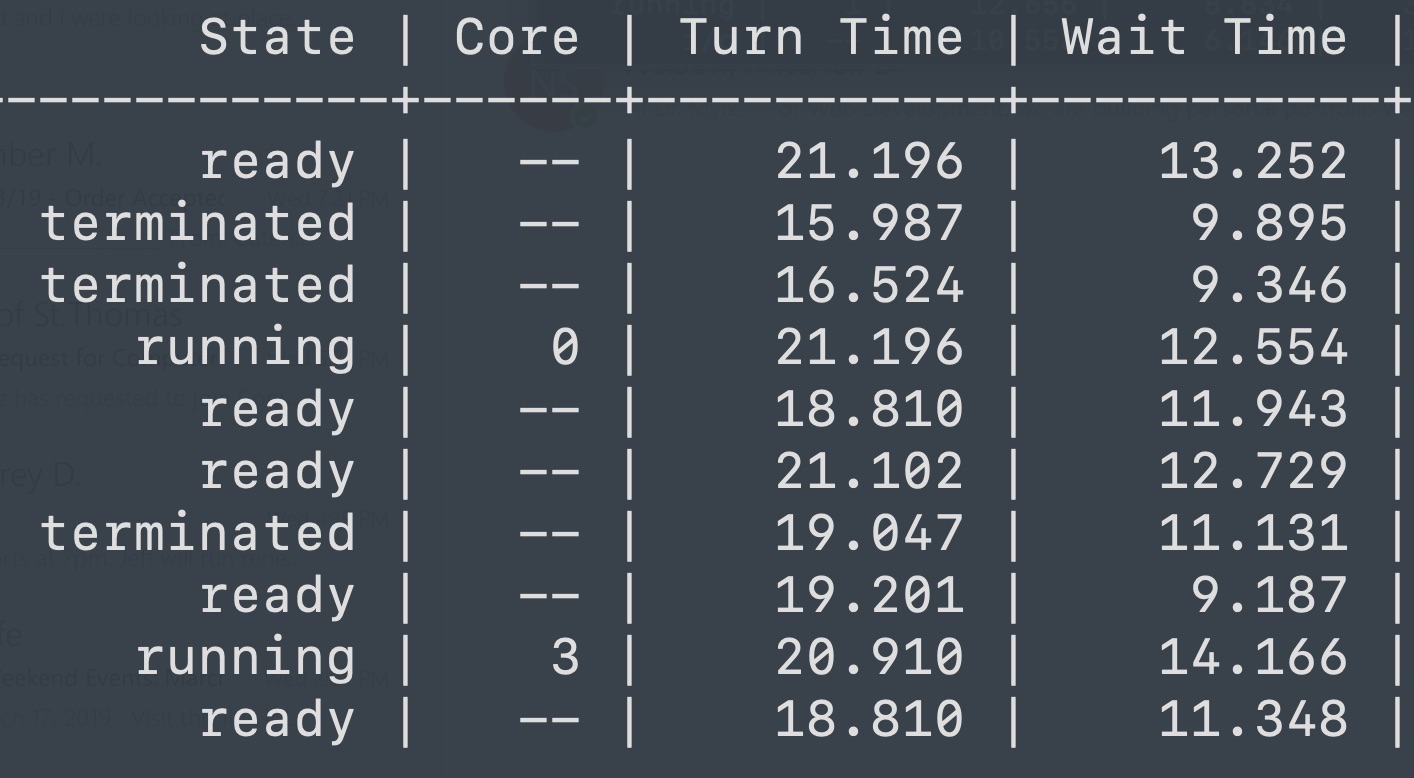 State | Core | Turn Time | Wait Time |
------------+------+-----------+-----------+
ready | -- | 21.196 | 13.252 |
terminated | -- | 15.987 | 9.895 |
terminated | -- | 16.524 | 9.346 |
running | 0 | 21.196 | 12.554 |
ready | -- | 18.810 | 11.943 |
ready | -- | 21.102 | 12.729 |
terminated | -- | 19.047 | 11.131 |
ready | -- | 19.201 | 9.187 |
running | 3 | 20.910 | 14.166 |
ready | -- | 18.810 | 11.348 |